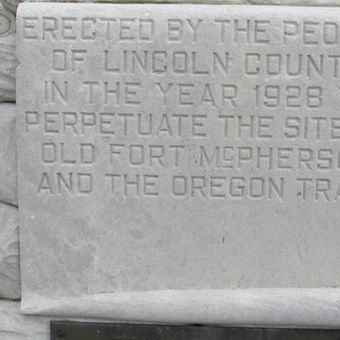 ERECTED BY THE PEO
OF LINCOLN COUNT
IN THE YEAR 1928
PERPETUATE THE SITE
OLD FORT McPHERSO
AND THE OREGON TRA